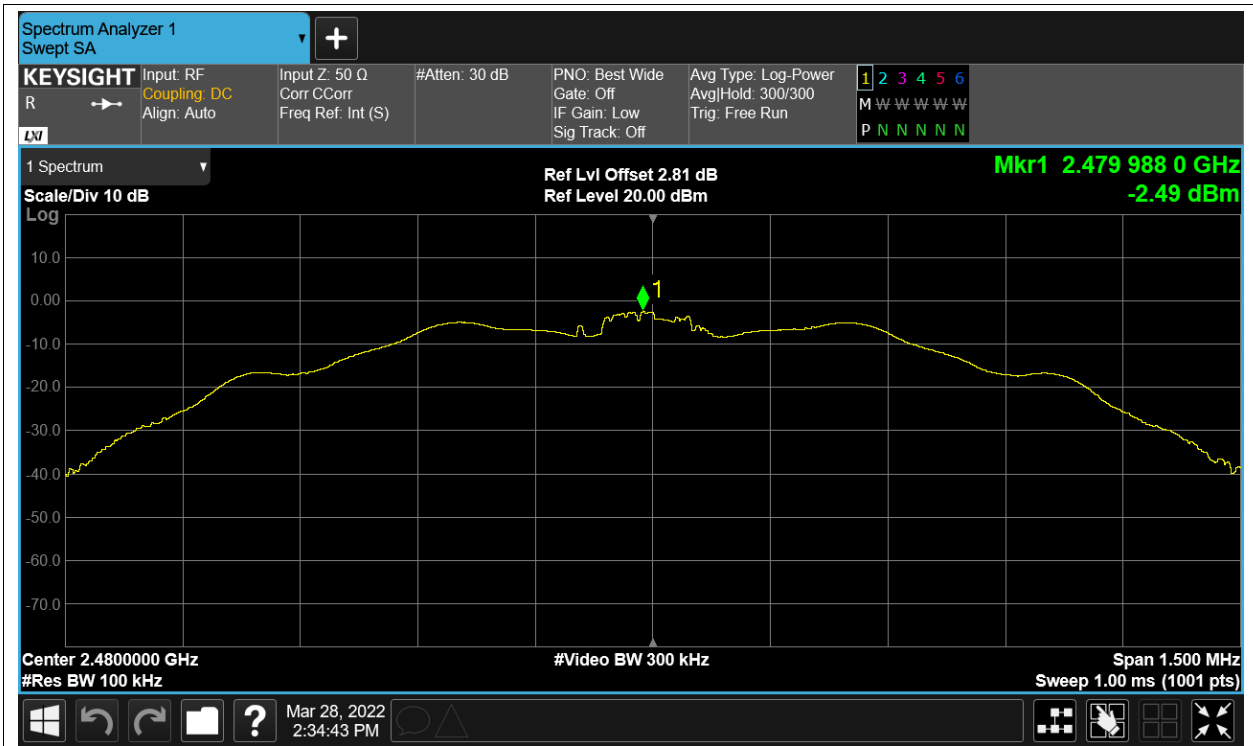 Spectrum Analyzer 1
Swept SA
KEYSIGHT
R
LXI
Input: RF
Coupling: DC
Align: Auto
Input Z: 50 Ω
Corr CCorr
Freq Ref: Int (S)
#Atten: 30 dB
PNO: Best Wide
Gate: Off
IF Gain: Low
Sig Track: Off
Avg Type: Log-Power
Avg|Hold: 300/300
Trig: Free Run
1 2 3 4 5 6
M W W W W W W
P N N N N N N
1 Spectrum
Scale/Div 10 dB
Log
Ref Lvl Offset 2.81 dB
Ref Level 20.00 dBm
Mkr1 2.479 988 0 GHz
-2.49 dBm
10.0
0.00
-10.0
-20.0
-30.0
-40.0
-50.0
-60.0
-70.0
1
Center 2.4800000 GHz
#Res BW 100 kHz
#Video BW 300 kHz
Span 1.500 MHz
Sweep 1.00 ms (1001 pts)
?
Mar 28, 2022
2:34:43 PM